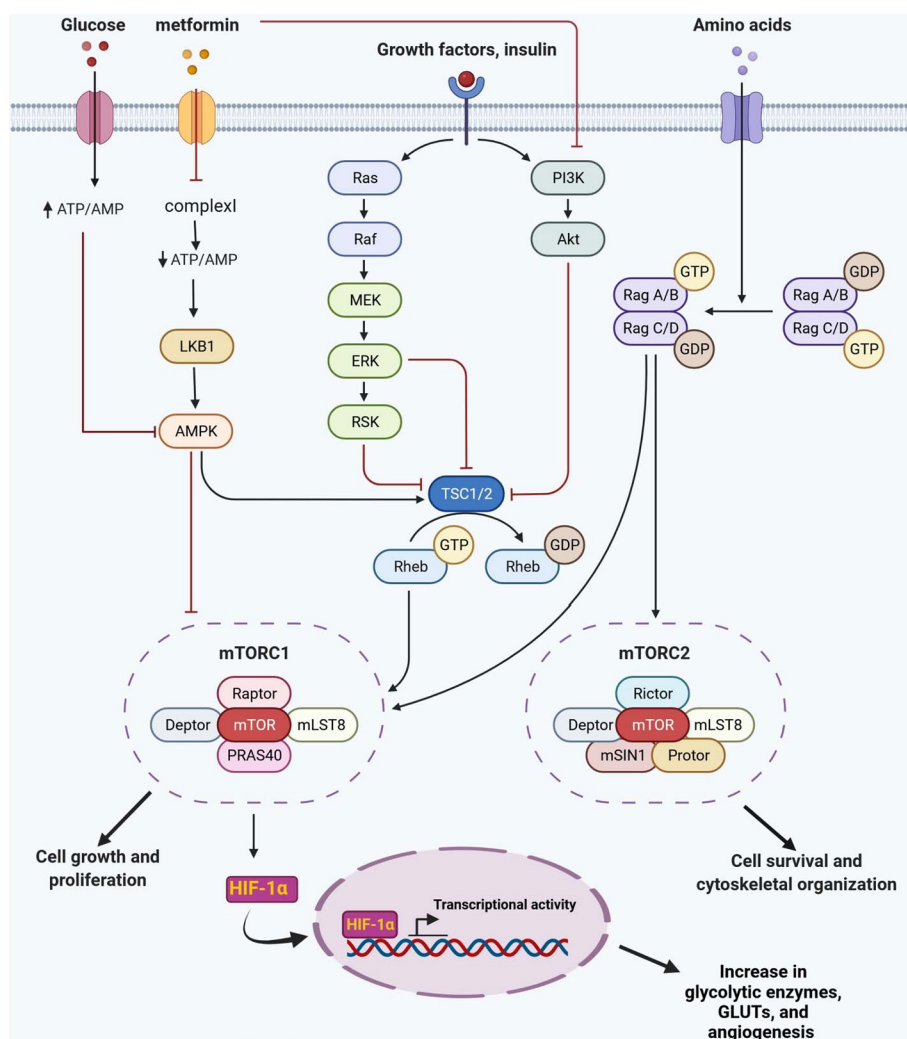 Glucose
metformin
Amino acids
Growth factors, insulin
Ras
PI3K
ATP/AMP
complexI
Raf
Akt
ATP/AMP
GTP
GDP
Rag A/B
Rag A/B
MEK
Rag C/D
Rag C/D
LKB1
GDP
GTP
ERK
RSK
AMPK
TSC1/2
GTP
GDP
Rheb
Rheb
mTORC1
mTORC2
Raptor
Rictor
Deptor
mTOR
mLST8
Deptor
mTOR
mLST8
PRAS40
mSIN1
Protor
Cell growth and
proliferation
Cell survival and
cytoskeletal organization
HIF-1α
Transcriptional activity
HIF-1α
Increase in
glycolytic enzymes,
GLUTs, and
angiogenesis